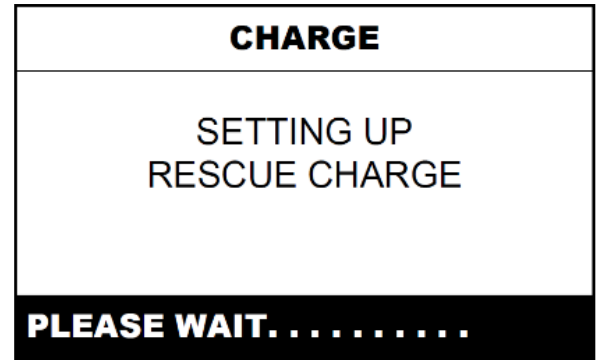 CHARGE
SETTING UP
RESCUE CHARGE
PLEASE WAIT. . . . . . . . . .